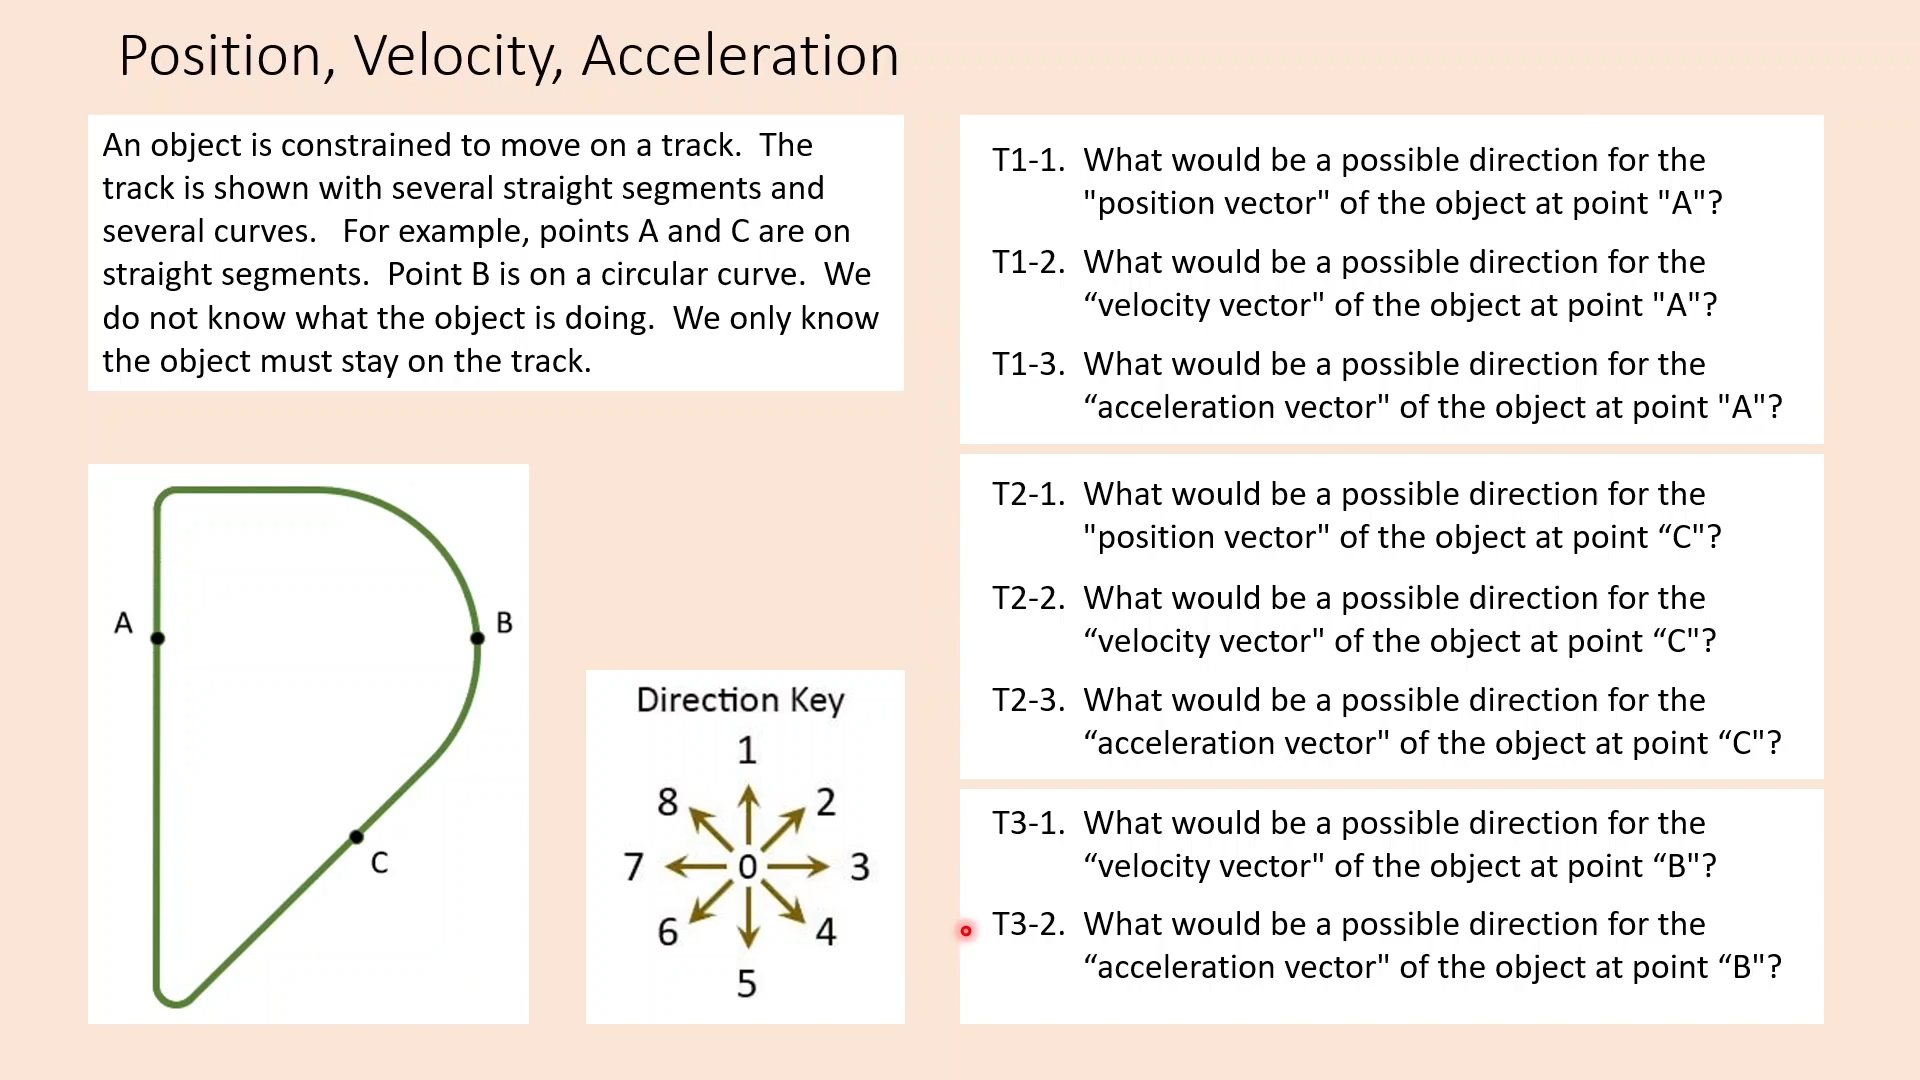 Position, Velocity, Acceleration
An object is constrained to move on a track.  The
track is shown with several straight segments and
several curves.   For example, points A and C are on
straight segments.  Point B is on a circular curve.  We
do not know what the object is doing.  We only know
the object must stay on the track.
T1-1.  What would be a possible direction for the
"position vector" of the object at point "A"?
T1-2.  What would be a possible direction for the
“velocity vector" of the object at point "A"?
T1-3.  What would be a possible direction for the
“acceleration vector" of the object at point "A"?
T2-1.  What would be a possible direction for the
"position vector" of the object at point “C"?
T2-2.  What would be a possible direction for the
“velocity vector" of the object at point “C"?
T2-3.  What would be a possible direction for the
“acceleration vector" of the object at point “C"?
T3-1.  What would be a possible direction for the
“velocity vector" of the object at point “B"?
T3-2.  What would be a possible direction for the
“acceleration vector" of the object at point “B"?
A
B
C
Direction Key
1
8 2
7 0 3
6 4
5